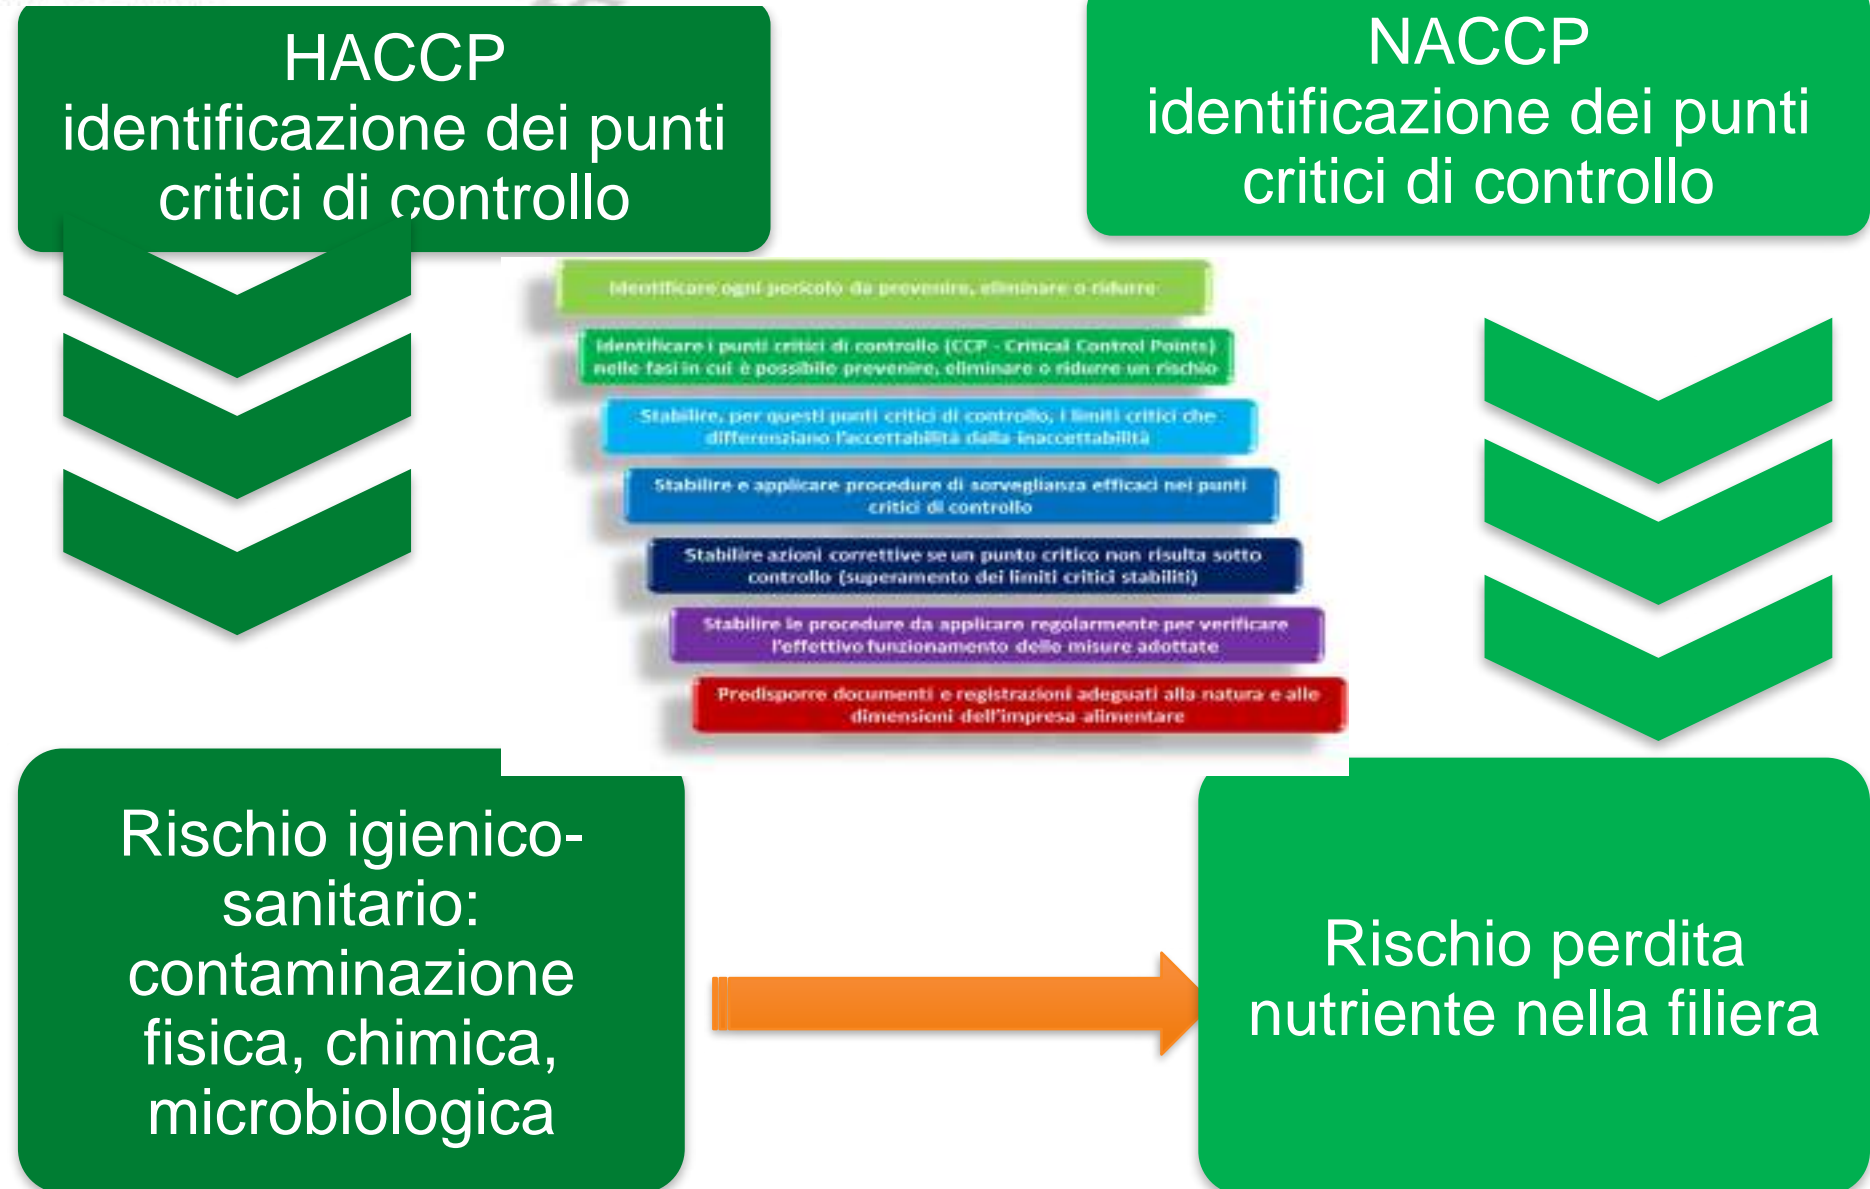 HACCP
identificazione dei punti
critici di controllo
NACCP
identificazione dei punti
critici di controllo
Identificare ogni pericolo da prevenire, eliminare o ridurre
Identificare i punti critici di controllo (CCP - Critical Control Points)
nelle fasi in cui è possibile prevenire, eliminare o ridurre un rischio
Stabilire, per questi punti critici di controllo, i limiti critici che
differenziano l'accettabilità dalla inaccettabilità
Stabilire e applicare procedure di sorveglianza efficaci nei punti
critici di controllo
Stabilire azioni correttive se un punto critico non risulta sotto
controllo (superamento dei limiti critici stabiliti)
Stabilire le procedure da applicare regolarmente per verificare
l'effettivo funzionamento delle misure adottate
Predisporre documenti e registrazioni adeguati alla natura e alle
dimensioni dell'impresa alimentare
Rischio igienico-
sanitario:
contaminazione
fisica, chimica,
microbiologica
Rischio perdita
nutriente nella filiera